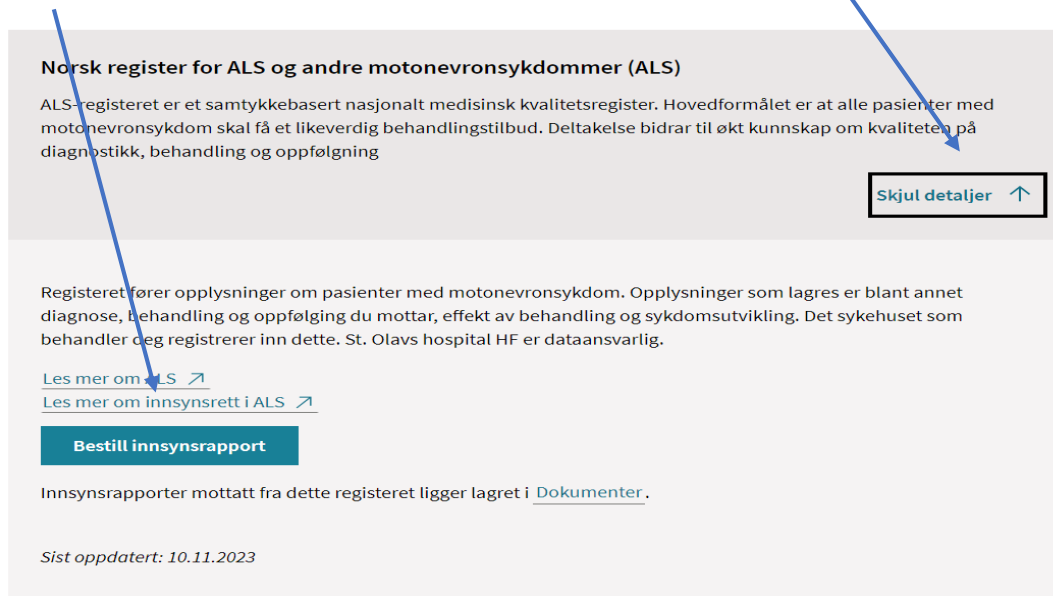 Norsk register for ALS og andre motonevronsykdommer (ALS)
ALS-registeret er et samtykkebasert nasjonalt medisinsk kvalitetsregister. Hovedformålet er at alle pasienter med
motonevronsykdom skal få et likeverdig behandlingstilbud. Deltakelse bidrar til økt kunnskap om kvaliteten på
diagnostikk, behandling og oppfølgning
Skjul detaljer
Registeret fører opplysninger om pasienter med motonevronsykdom. Opplysninger som lagres er blant annet
diagnose, behandling og oppfølging du mottar, effekt av behandling og sykdomsutvikling. Det sykehuset som
behandler deg registrerer inn dette. St. Olavs hospital HF er dataansvarlig.
Les mer om ALS
Les mer om innsynsrett i ALS
Bestill innsynsrapport
Innsynsrapporter mottatt fra dette registeret ligger lagret i Dokumenter.
Sist oppdatert: 10.11.2023